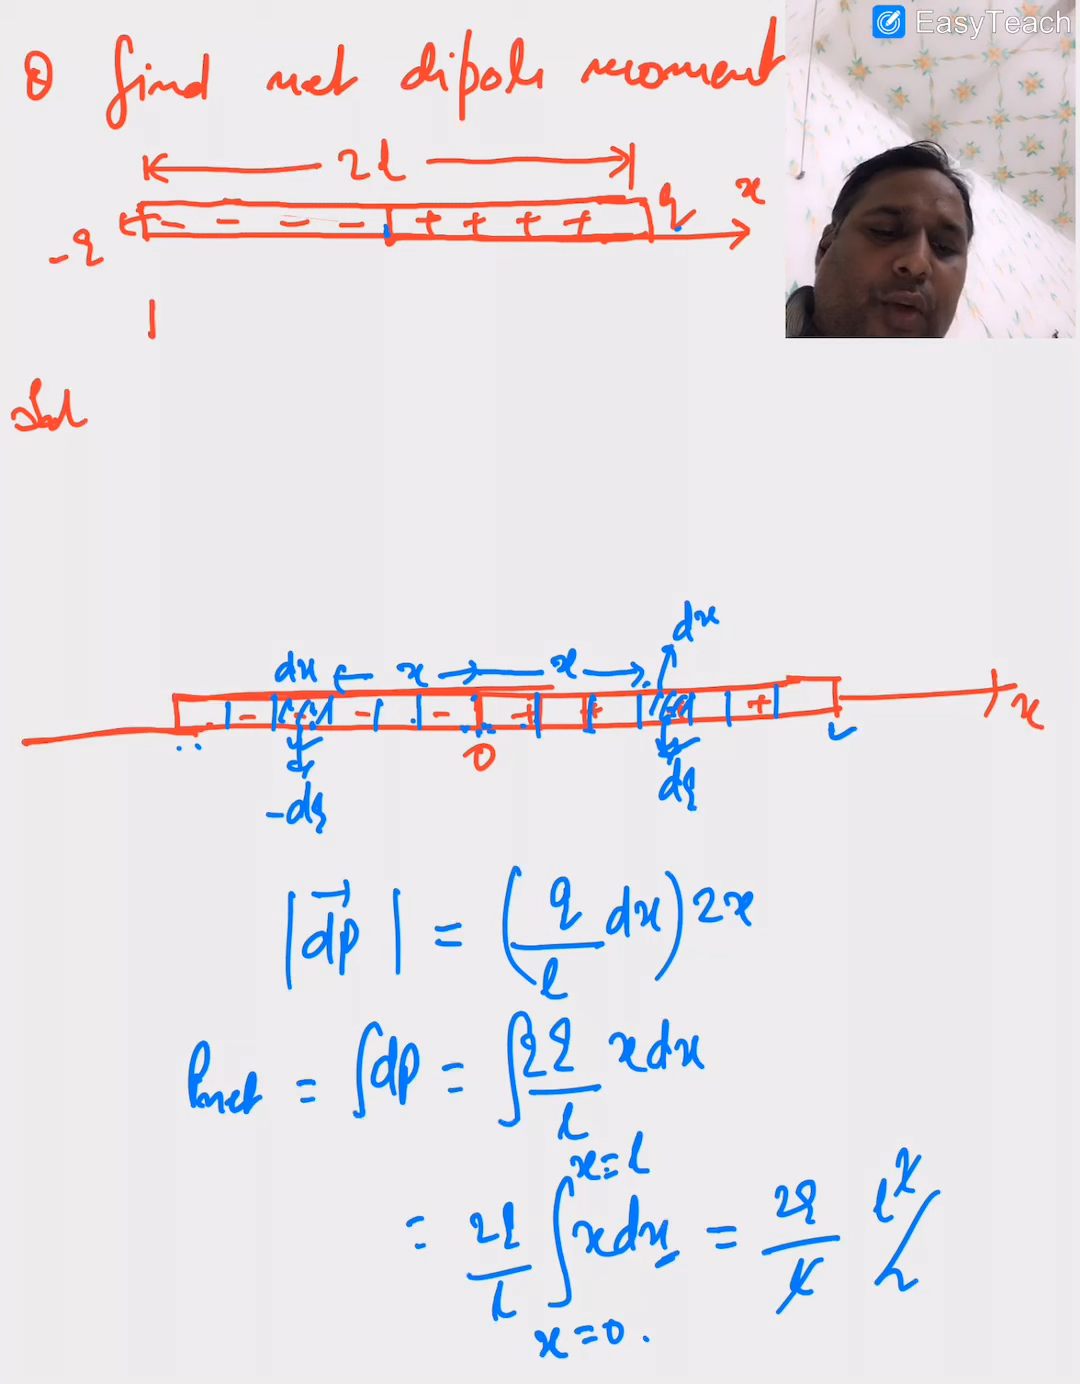 EasyTeach
Q find net dipole moment
2l
- - - - + + + + q x
-q
Sol
dx
dx x x
- - - + + + x
0
-dq dq
|dp⃗| = (q/l dx) 2x
Pnet = ∫dp = ∫ 2q/l x dx
= 2q/l ∫ x dx = 2q/l l²/2
x=l
x=0.